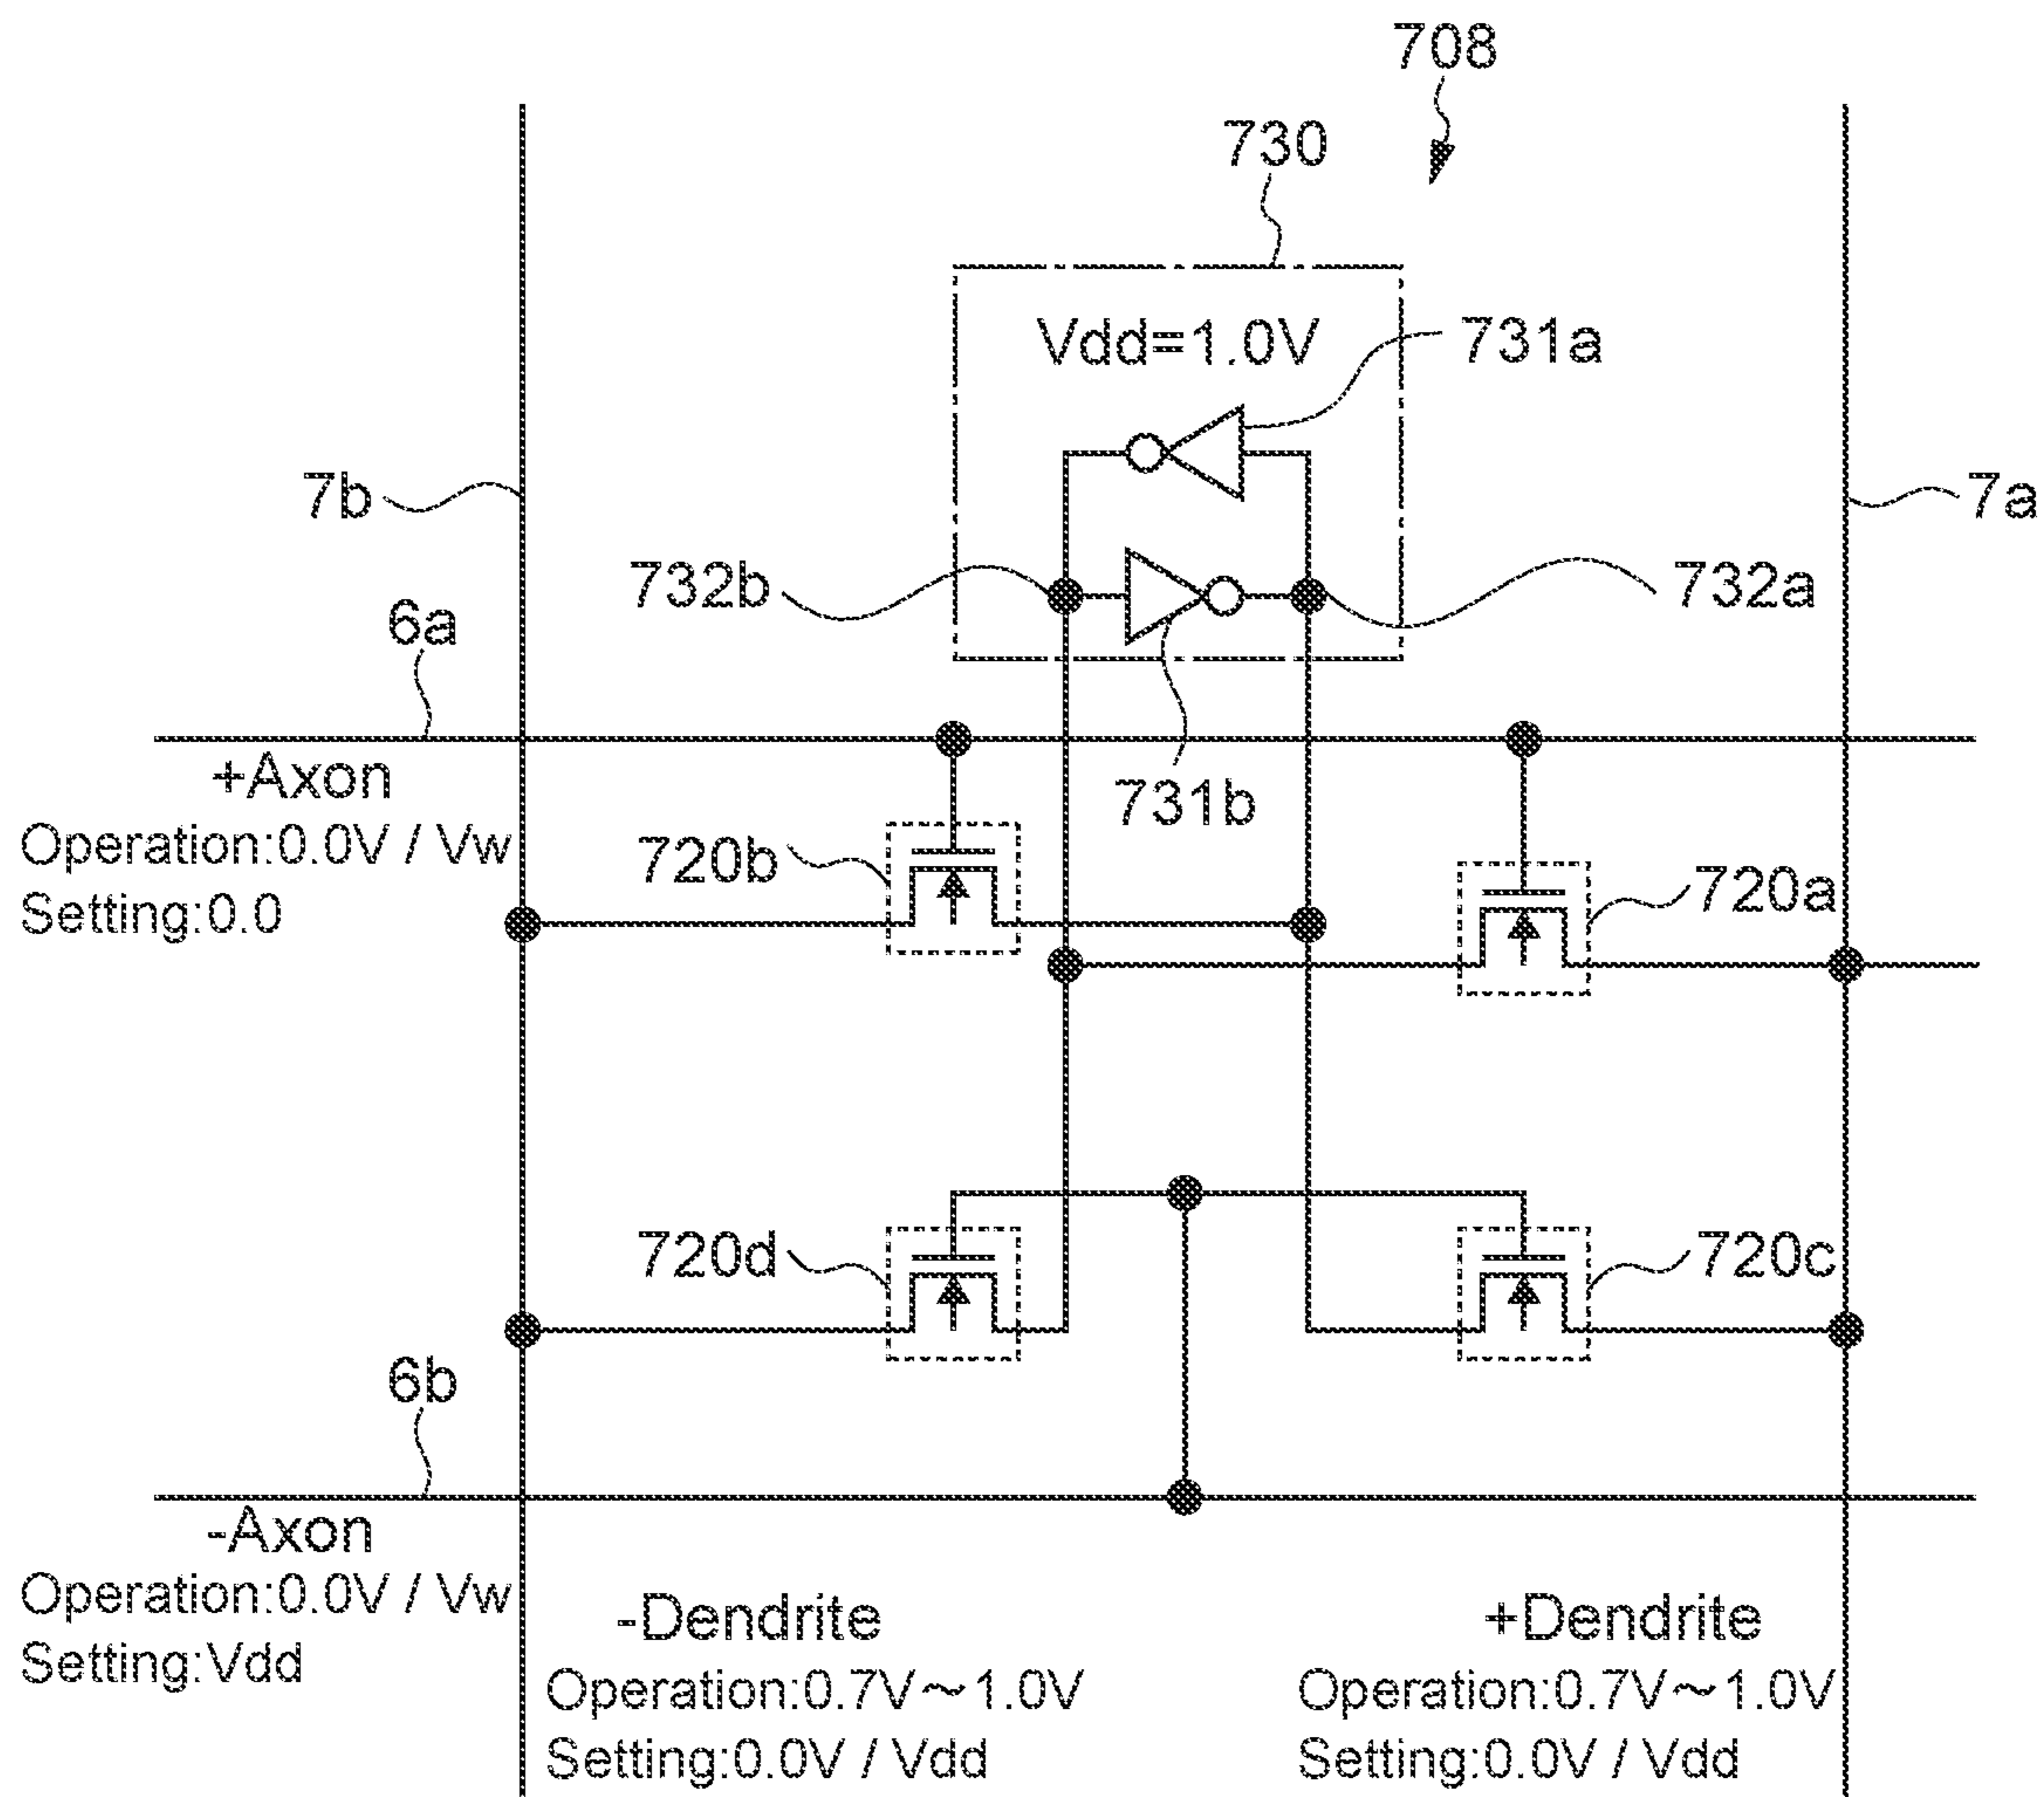 708
730
Vdd=1.0V
731a
7b
7a
732b
732a
6a
+Axon
731b
Operation:0.0V / Vw
Setting:0.0
720b
720a
720d
720c
6b
-Axon
Operation:0.0V / Vw
Setting:Vdd
-Dendrite
Operation:0.7V~1.0V
Setting:0.0V / Vdd
+Dendrite
Operation:0.7V~1.0V
Setting:0.0V / Vdd